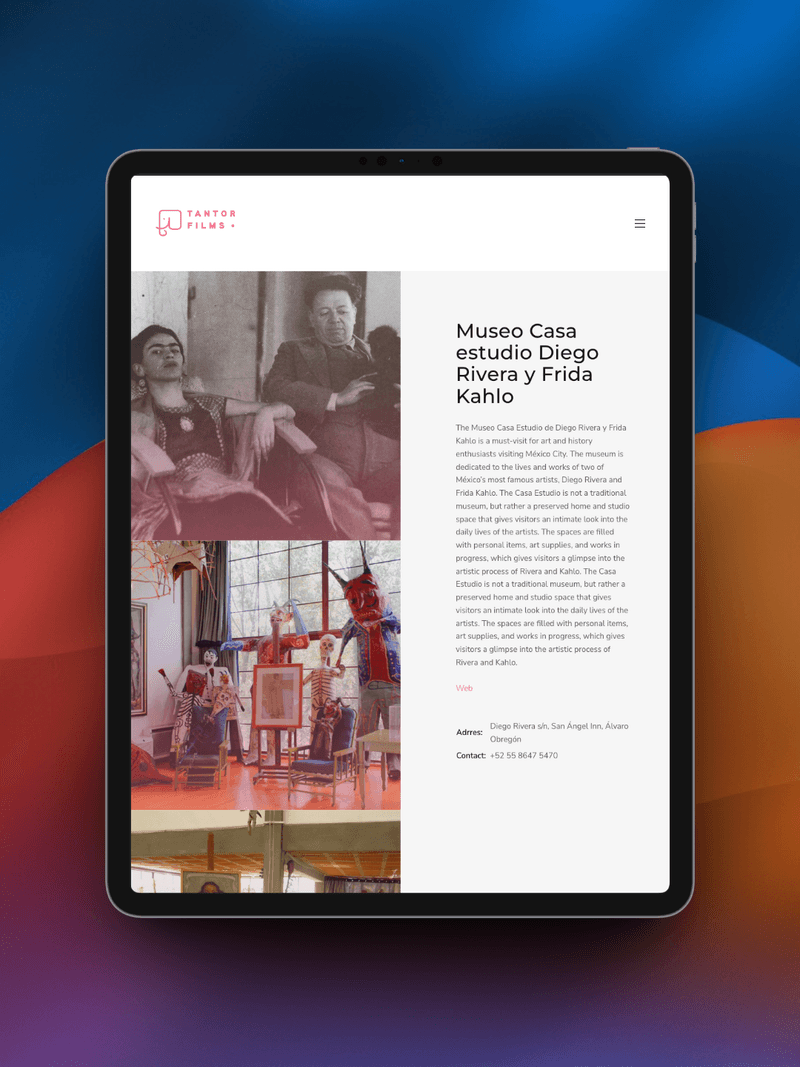 TANTOR
FILMS
Museo Casa
estudio Diego
Rivera y Frida
Kahlo
The Museo Casa Estudio de Diego Rivera y Frida
Kahlo is a must-visit for art and history
enthusiasts visiting México City. The museum is
dedicated to the lives and works of two of
México's most famous artists, Diego Rivera and
Frida Kahlo. The Casa Estudio is not a traditional
museum, but rather a preserved home and studio
space that gives visitors an intimate look into the
daily lives of the artists. The spaces are filled
with personal items, art supplies, and works in
progress, which gives visitors a glimpse into the
artistic process of Rivera and Kahlo. The Casa
Estudio is not a traditional museum, but rather a
preserved home and studio space that gives
visitors an intimate look into the daily lives of the
artists. The spaces are filled with personal items,
art supplies, and works in progress, which gives
visitors a glimpse into the artistic process of
Rivera and Kahlo.
Web
Adrres: Diego Rivera s/n, San Ángel Inn, Álvaro
Obregón
Contact: +52 55 8647 5470